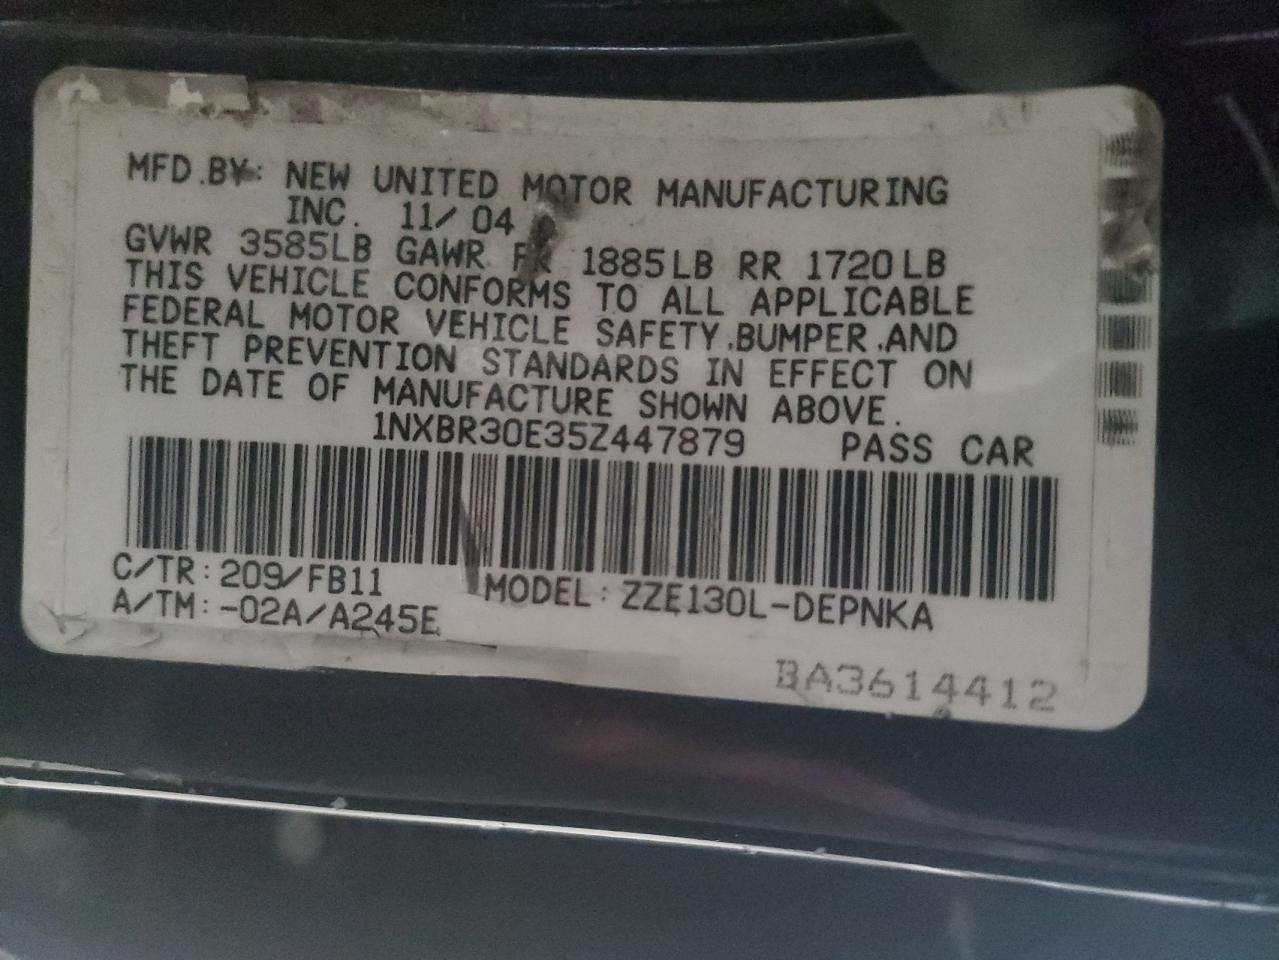 MFD.BY: NEW UNITED MOTOR MANUFACTURING
INC. 11/ 04
GVWR 3585LB GAWR FR 1885LB RR 1720LB
THIS VEHICLE CONFORMS TO ALL APPLICABLE
FEDERAL MOTOR VEHICLE SAFETY,BUMPER,AND
THEFT PREVENTION STANDARDS IN EFFECT ON
THE DATE OF MANUFACTURE SHOWN ABOVE.
1NXBR30E35Z447879 PASS CAR
C/TR:209/FB11 MODEL: ZZE130L-DEPNKA
A/TM:-02A/A245E
BA3614412